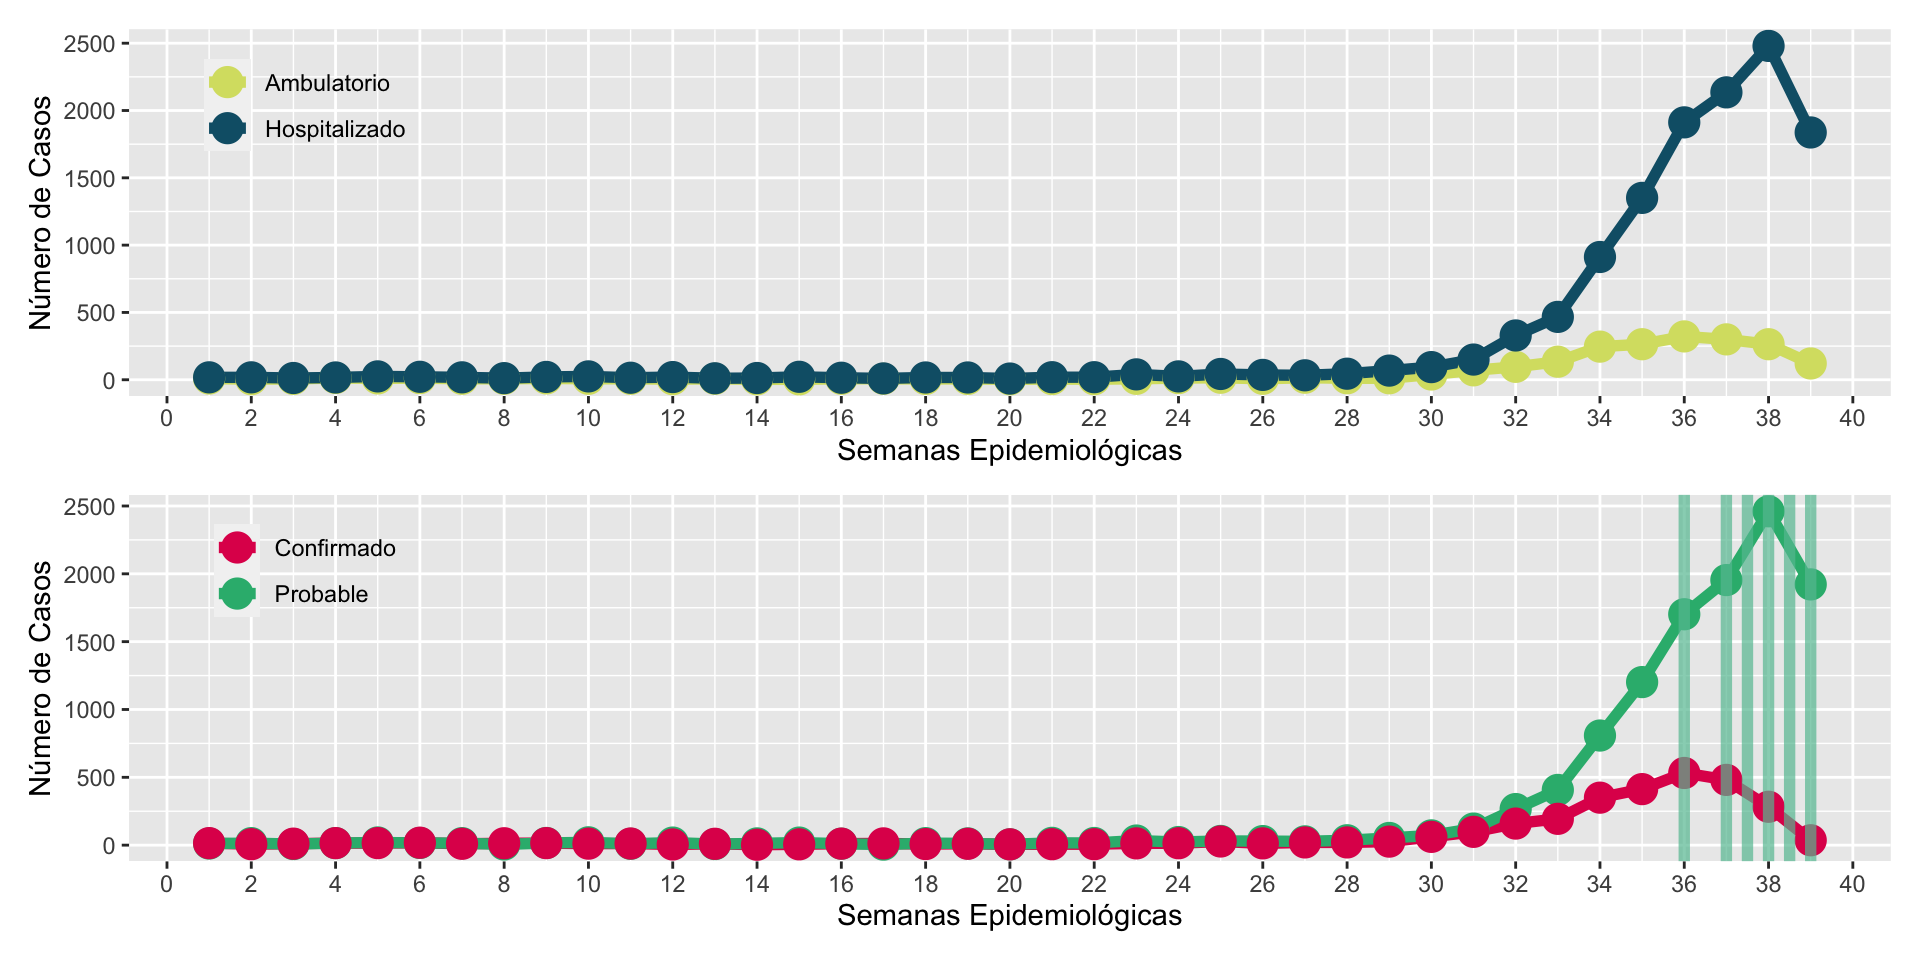 2500
2000
1500
1000
500
0
Número de Casos
Ambulatorio
Hospitalizado
0 2 4 6 8 10 12 14 16 18 20 22 24 26 28 30 32 34 36 38 40
Semanas Epidemiológicas
2500
2000
1500
1000
500
0
Número de Casos
Confirmado
Probable
0 2 4 6 8 10 12 14 16 18 20 22 24 26 28 30 32 34 36 38 40
Semanas Epidemiológicas